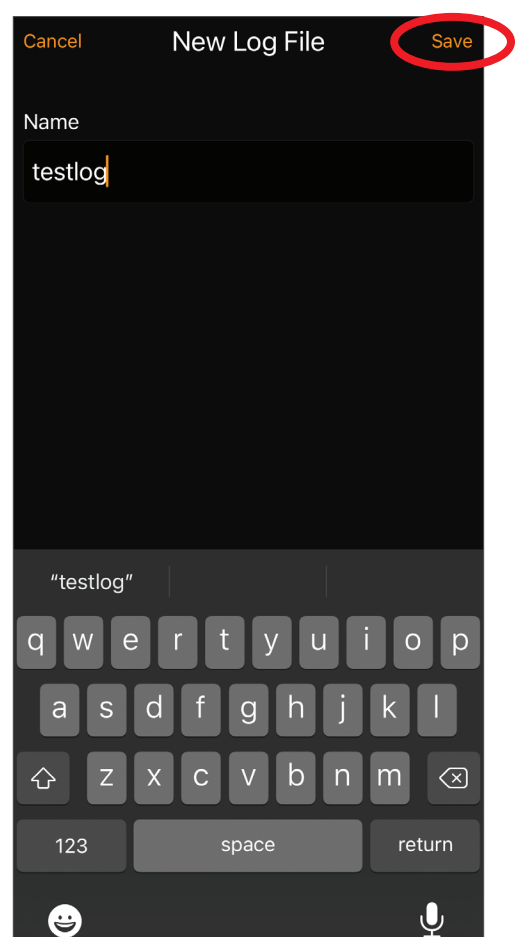 Cancel New Log File Save
Name
testlog
“testlog”
q w e r t y u i o p
a s d f g h j k l
z x c v b n m
123 space return